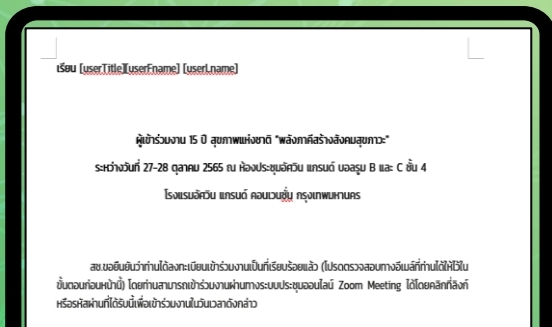 เรียน [userTitle][userFname] [userLname]
ผู้เข้าร่วมงาน 15 ปี สุขภาพแห่งชาติ "พลังภาคีสร้างสังคมสุขภาวะ"
ระหว่างวันที่ 27-28 ตุลาคม 2565 ณ ห้องประชุมอัศวิน แกรนด์ บอลรูม B และ C ชั้น 4
โรงแรมอัศวิน แกรนด์ คอนเวนชั่น กรุงเทพมหานคร
สช.ขอยืนยันว่าท่านได้ลงทะเบียนเข้าร่วมงานเป็นที่เรียบร้อยแล้ว (โปรดตรวจสอบทางอีเมล์ที่ท่านได้ให้ไว้ใน
ขั้นตอนก่อนหน้านี้) โดยท่านสามารถเข้าร่วมงานผ่านทางระบบประชุมออนไลน์ Zoom Meeting ได้โดยคลิกที่ลิงก์
หรือรหัสผ่านที่ได้รับนี้เพื่อเข้าร่วมงานในวันเวลาดังกล่าว